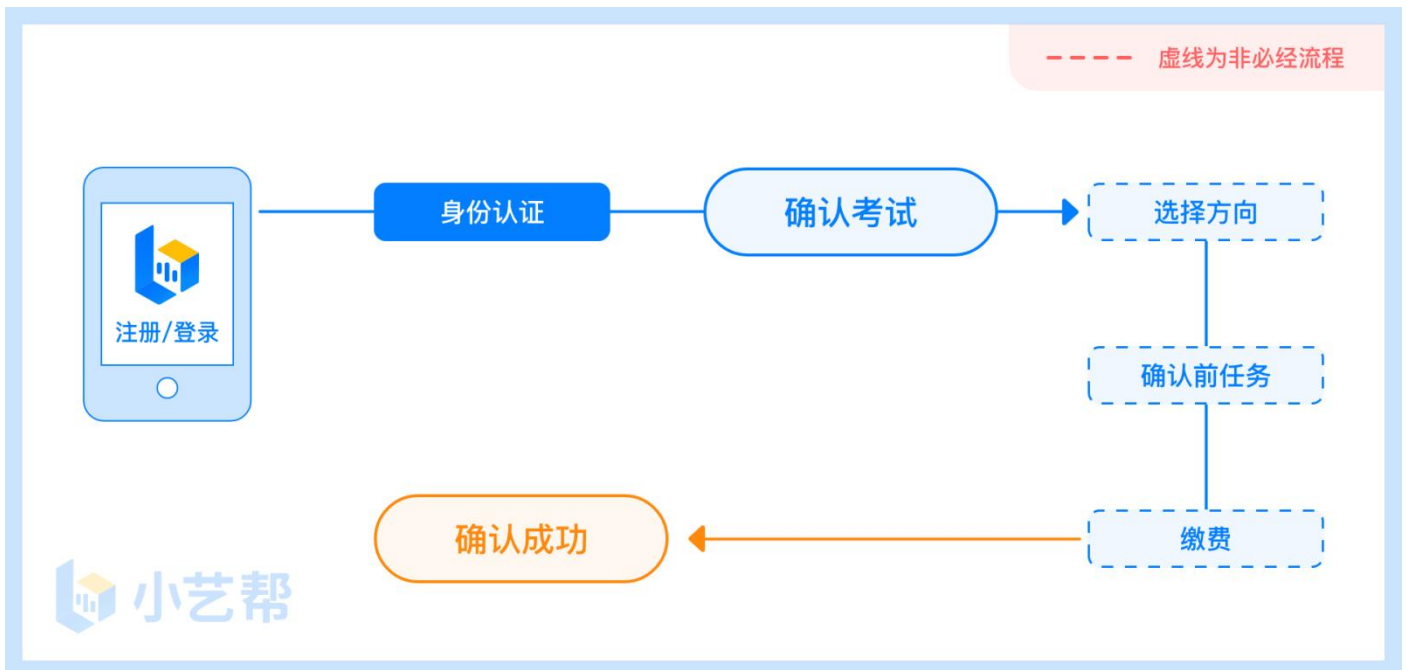 ---- 虚线为非必经流程
注册/登录
身份认证
确认考试
选择方向
确认前任务
缴费
确认成功
小艺帮